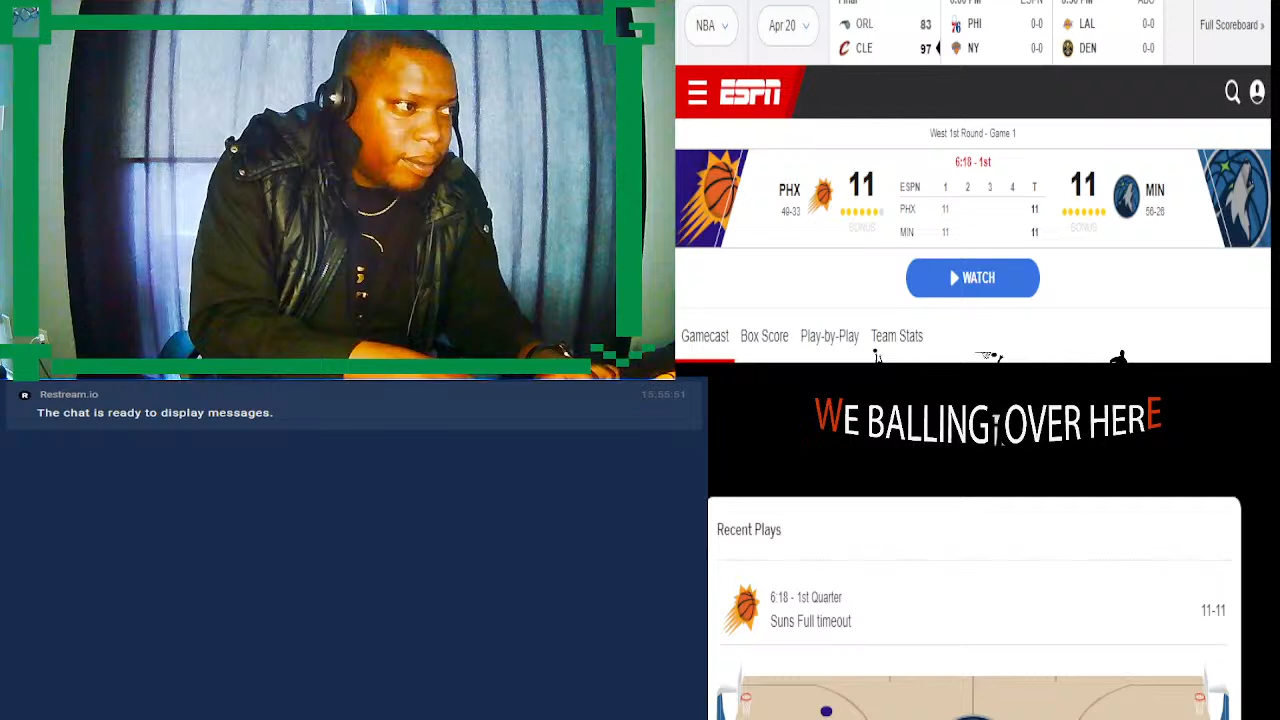 NBA
Apr 20
Final
ORL 83
CLE 97
ESPN
PHI 0-0
NY 0-0
LAL 0-0
DEN 0-0
Full Scoreboard »
ESPN
West 1st Round - Game 1
6:18 - 1st
PHX 11
49-33
BONUS
ESPN 1 2 3 4 T
PHX 11 11
MIN 11 11
11 MIN
56-26
BONUS
WATCH
Gamecast Box Score Play-by-Play Team Stats
R Restream.io 15:55:51
The chat is ready to display messages.
WE BALLING OVER HERE
Recent Plays
6:18 - 1st Quarter
Suns Full timeout
11-11